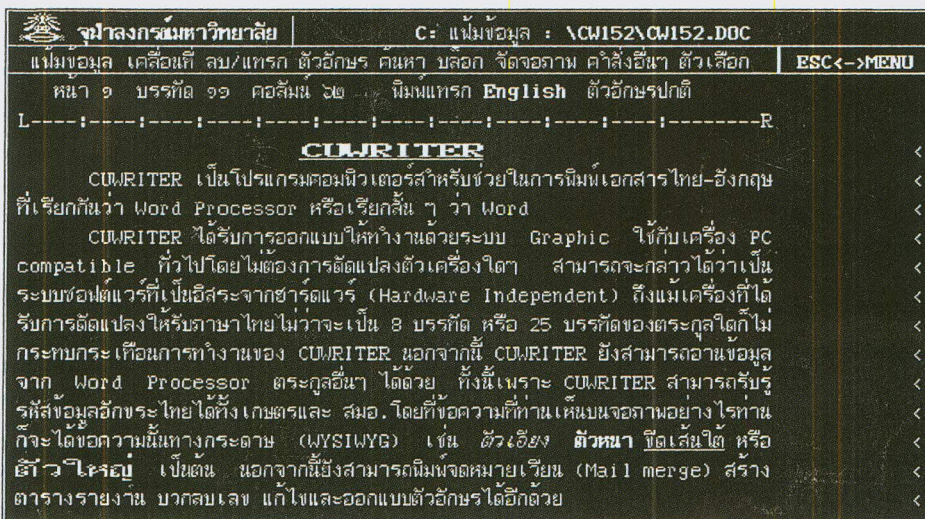 จุฬาลงกรณ์มหาวิทยาลัย C: แฟ้มข้อมูล : \CW152\CW152.DOC
แฟ้มข้อมูล เคลื่อนที่ ลบ/แทรก ตัวอักษร ค้นหา บลอก จัดจอภาพ คำสั่งอื่นๆ ตัวเลือก ESC<->MENU
หน้า ๑ บรรทัด ๑๑ คอลัมน์ ๖๒ พิมพ์แทรก English ตัวอักษรปกติ
L----:----:----:----:----:----:----:----:----:----:----:--------R
CUWRITER <
CUWRITER เป็นโปรแกรมคอมพิวเตอร์สำหรับช่วยในการพิมพ์เอกสารไทย-อังกฤษ <
ที่เรียกกันว่า Word Processor หรือเรียกสั้น ๆ ว่า Word <
CUWRITER ได้รับการออกแบบให้ทำงานด้วยระบบ Graphic ใช้กับเครื่อง PC <
compatible ทั่วไปโดยไม่ต้องการดัดแปลงตัวเครื่องใดๆ สามารถจะกล่าวได้ว่าเป็น <
ระบบซอฟต์แวร์ที่เป็นอิสระจากฮาร์ดแวร์ (Hardware Independent) ถึงแม้เครื่องที่ได้ <
รับการดัดแปลงให้รับภาษาไทยไม่ว่าจะเป็น 8 บรรทัด หรือ 25 บรรทัดของตระกูลใดก็ไม่ <
กระทบกระเทือนการทำงานของ CUWRITER นอกจากนี้ CUWRITER ยังสามารถอ่านข้อมูล <
จาก Word Processor ตระกูลอื่นๆ ได้ด้วย ทั้งนี้เพราะ CUWRITER สามารถรับรู้ <
รหัสข้อมูลอักขระไทยได้ทั้งเกษตรและ สมอ.โดยที่ข้อความที่ท่านเห็นบนจอภาพอย่างไรท่าน <
ก็จะได้ข้อความนั้นทางกระดาษ (WYSIWYG) เช่น ตัวเอียง ตัวหนา ขีดเส้นใต้ หรือ <
ตัวใหญ่ เป็นต้น นอกจากนี้ยังสามารถพิมพ์จดหมายเวียน (Mail merge) สร้าง <
ตารางรายงาน บวกลบเลข แก้ไขและออกแบบตัวอักษรได้อีกด้วย <